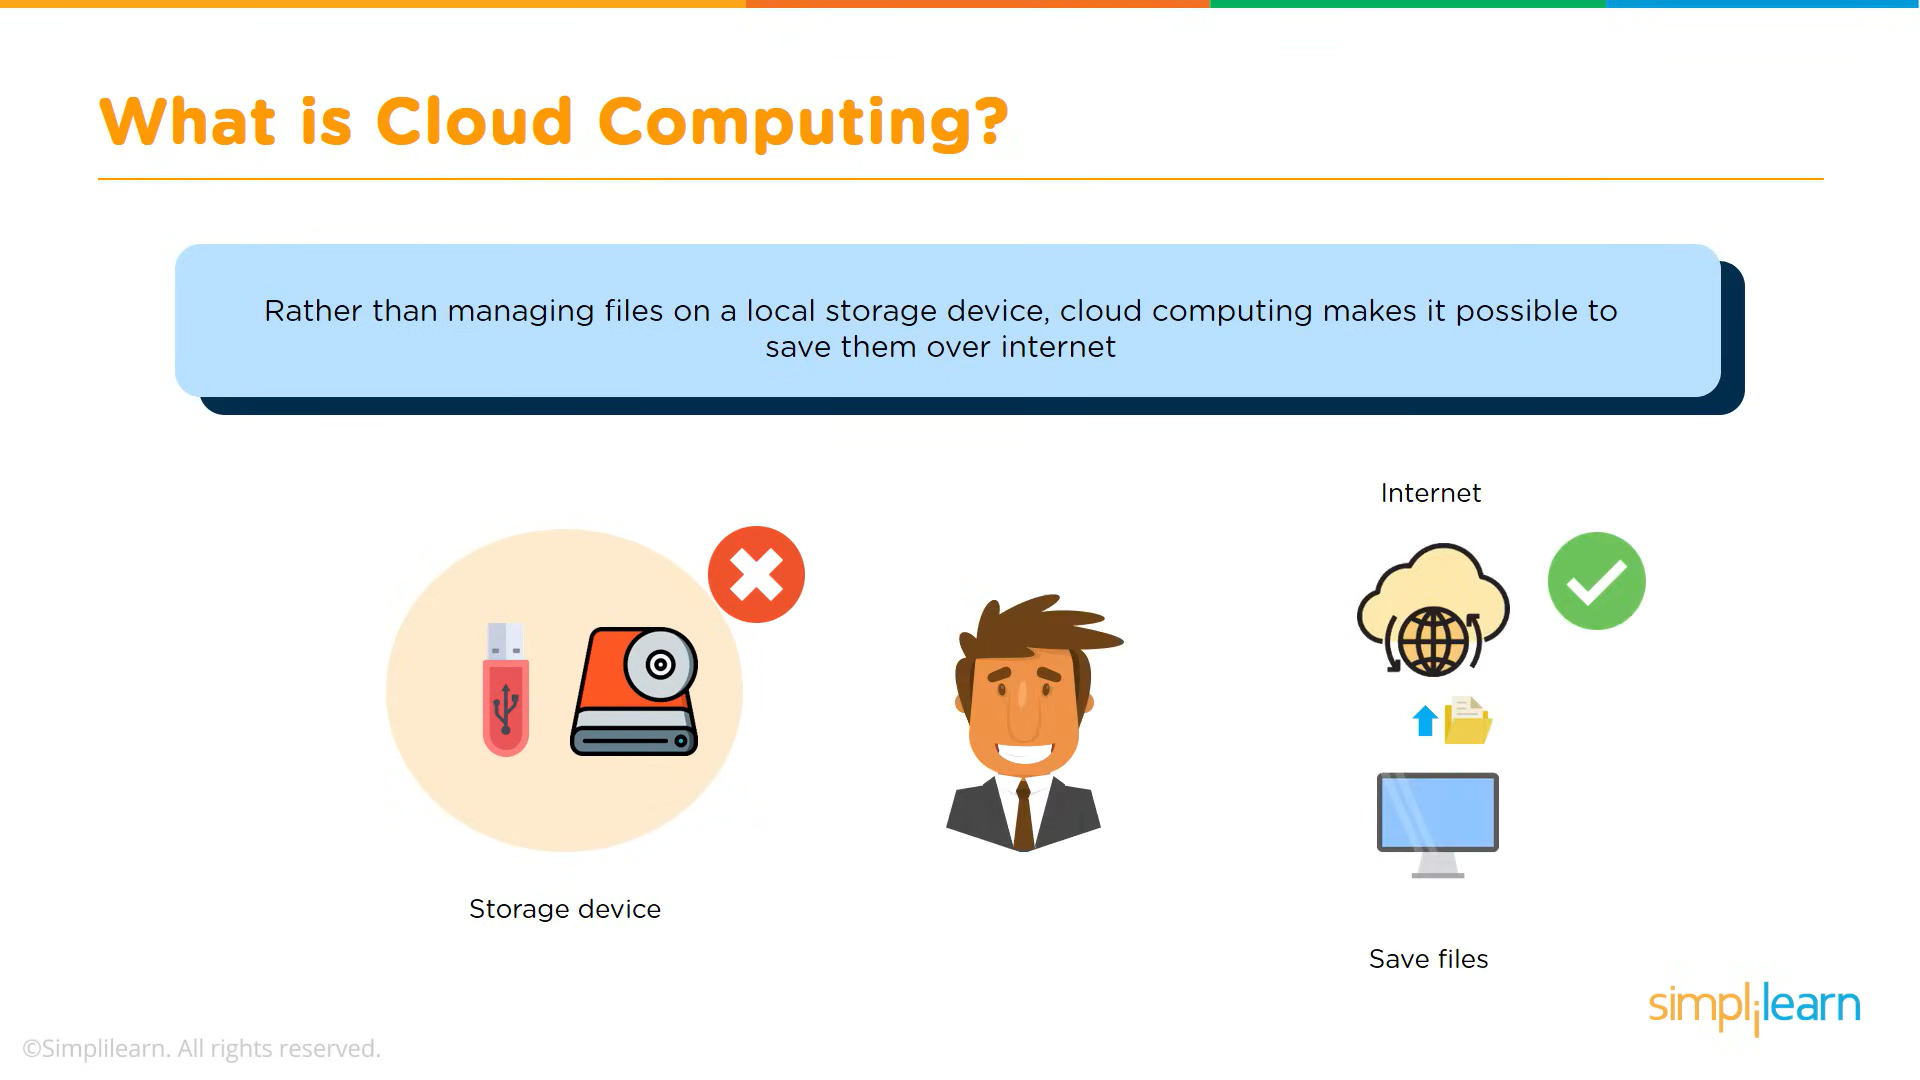 What is Cloud Computing?
Rather than managing files on a local storage device, cloud computing makes it possible to
save them over internet
Internet
Storage device
Save files
simplilearn
©Simplilearn. All rights reserved.